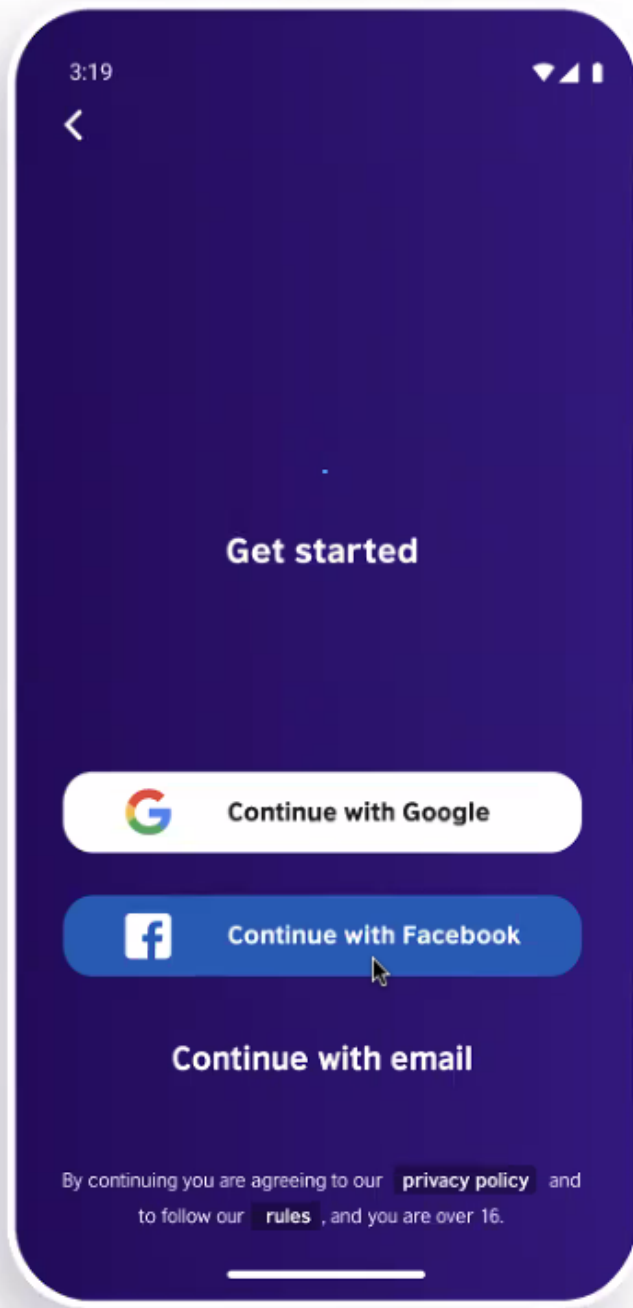 3:19
Get started
Continue with Google
Continue with Facebook
Continue with email
By continuing you are agreeing to our privacy policy and
to follow our rules , and you are over 16.